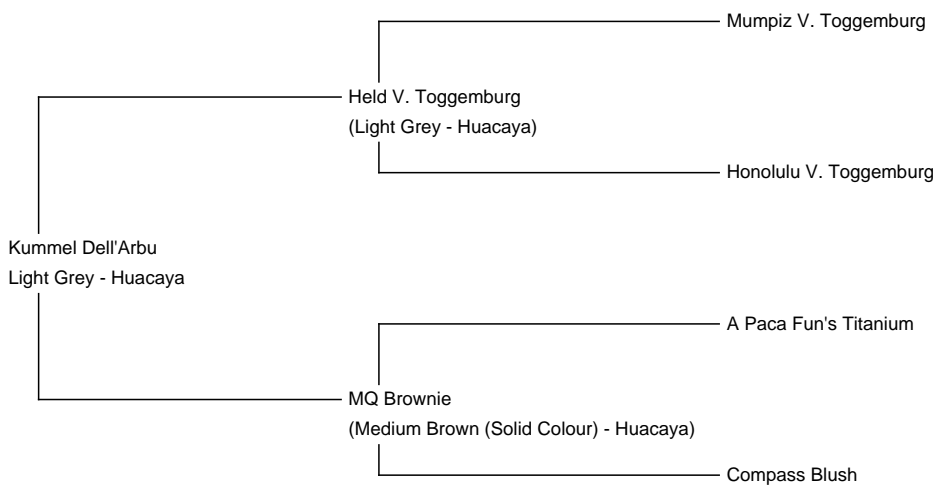 Mumpiz V. Toggemburg
Held V. Toggemburg
(Light Grey - Huacaya)
Honolulu V. Toggemburg
Kummel Dell'Arbu
Light Grey - Huacaya
A Paca Fun's Titanium
MQ Brownie
(Medium Brown (Solid Colour) - Huacaya)
Compass Blush